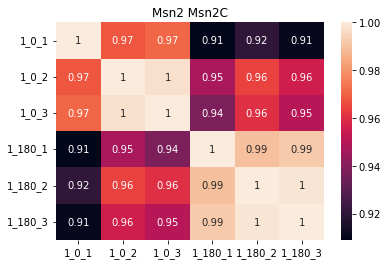 Msn2 Msn2C
1_0_1 1 0.97 0.97 0.91 0.92 0.91
1_0_2 0.97 1 1 0.95 0.96 0.96
1_0_3 0.97 1 1 0.94 0.96 0.95
1_180_1 0.91 0.95 0.94 1 0.99 0.99
1_180_2 0.92 0.96 0.96 0.99 1 1
1_180_3 0.91 0.96 0.95 0.99 1 1
1_0_1 1_0_2 1_0_3 1_180_1 1_180_2 1_180_3
1.00
0.98
0.96
0.94
0.92